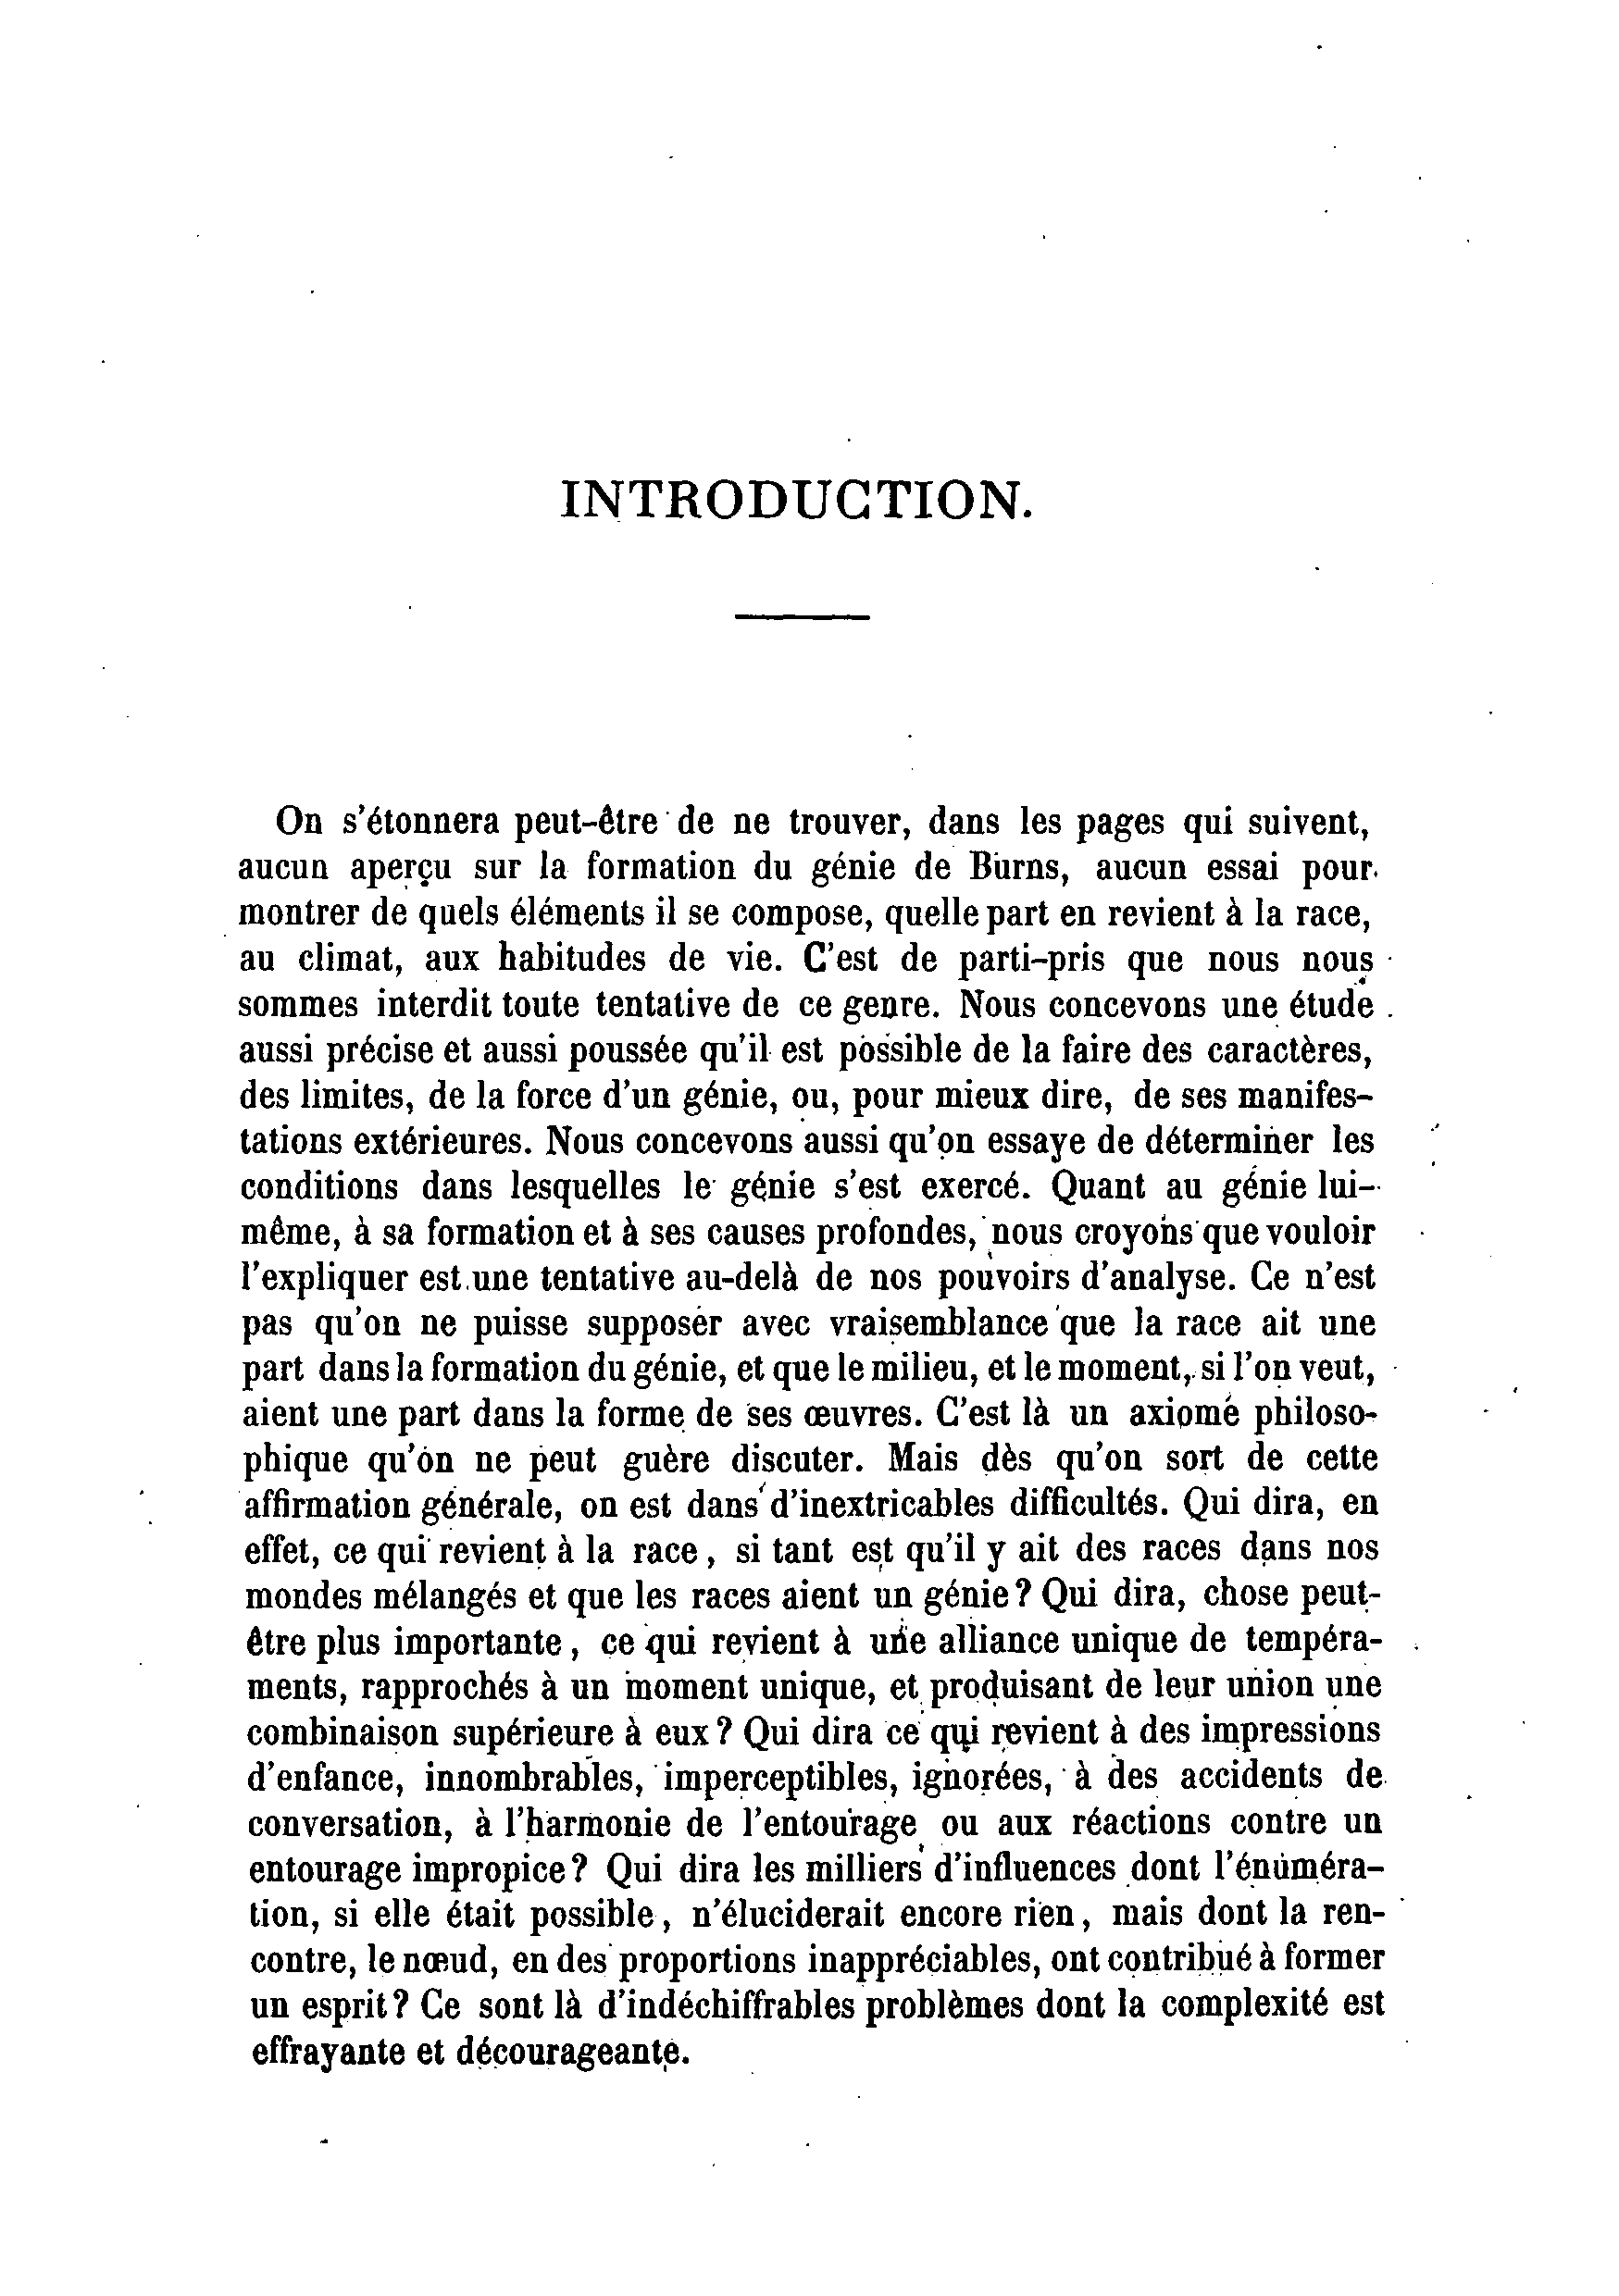 INTRODUCTION.
On s'étonnera peut-être de ne trouver, dans les pages qui suivent,
aucun aperçu sur la formation du génie de Burns, aucun essai pour
montrer de quels éléments il se compose, quelle part en revient à la race,
au climat, aux habitudes de vie. C'est de parti-pris que nous nous
sommes interdit toute tentative de ce genre. Nous concevons une étude
aussi précise et aussi poussée qu'il est possible de la faire des caractères,
des limites, de la force d'un génie, ou, pour mieux dire, de ses manifes-
tations extérieures. Nous concevons aussi qu'on essaye de déterminer les
conditions dans lesquelles le génie s'est exercé. Quant au génie lui-
même, à sa formation et à ses causes profondes, nous croyons que vouloir
l'expliquer est une tentative au-delà de nos pouvoirs d'analyse. Ce n'est
pas qu'on ne puisse supposer avec vraisemblance que la race ait une
part dans la formation du génie, et que le milieu, et le moment, si l'on veut,
aient une part dans la forme de ses œuvres. C'est là un axiome philoso-
phique qu'on ne peut guère discuter. Mais dès qu'on sort de cette
affirmation générale, on est dans d'inextricables difficultés. Qui dira, en
effet, ce qui revient à la race, si tant est qu'il y ait des races dans nos
mondes mélangés et que les races aient un génie ? Qui dira, chose peut-
être plus importante, ce qui revient à une alliance unique de tempéra-
ments, rapprochés à un moment unique, et produisant de leur union une
combinaison supérieure à eux ? Qui dira ce qui revient à des impressions
d'enfance, innombrables, imperceptibles, ignorées, à des accidents de
conversation, à l'harmonie de l'entourage ou aux réactions contre un
entourage impropice ? Qui dira les milliers d'influences dont l'énuméra-
tion, si elle était possible, n'éluciderait encore rien, mais dont la ren-
contre, le nœud, en des proportions inappréciables, ont contribué à former
un esprit ? Ce sont là d'indéchiffrables problèmes dont la complexité est
effrayante et décourageante.